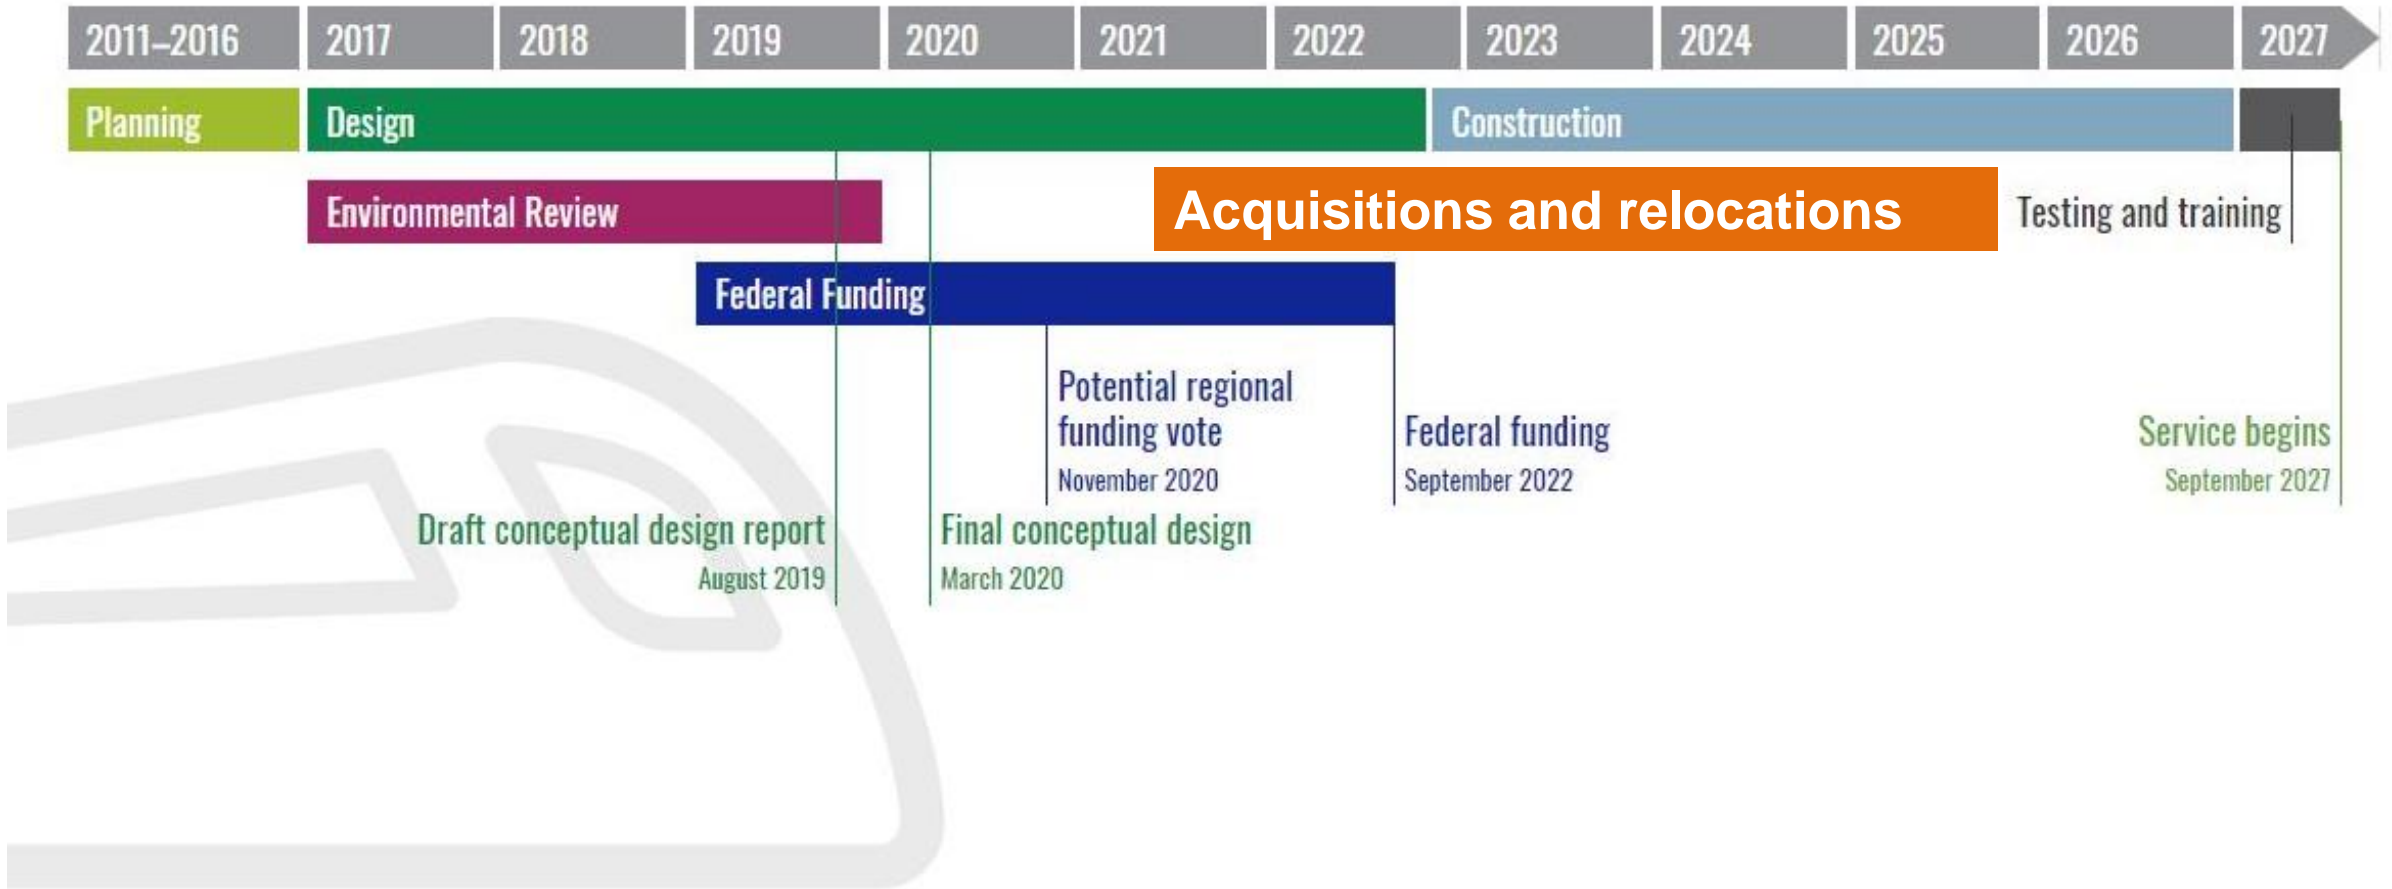 2011–2016 2017 2018 2019 2020 2021 2022 2023 2024 2025 2026 2027
Planning Design Construction
Environmental Review Acquisitions and relocations Testing and training
Federal Funding
Potential regional
funding vote Federal funding Service begins
November 2020 September 2022 September 2027
Draft conceptual design report Final conceptual design
August 2019 March 2020